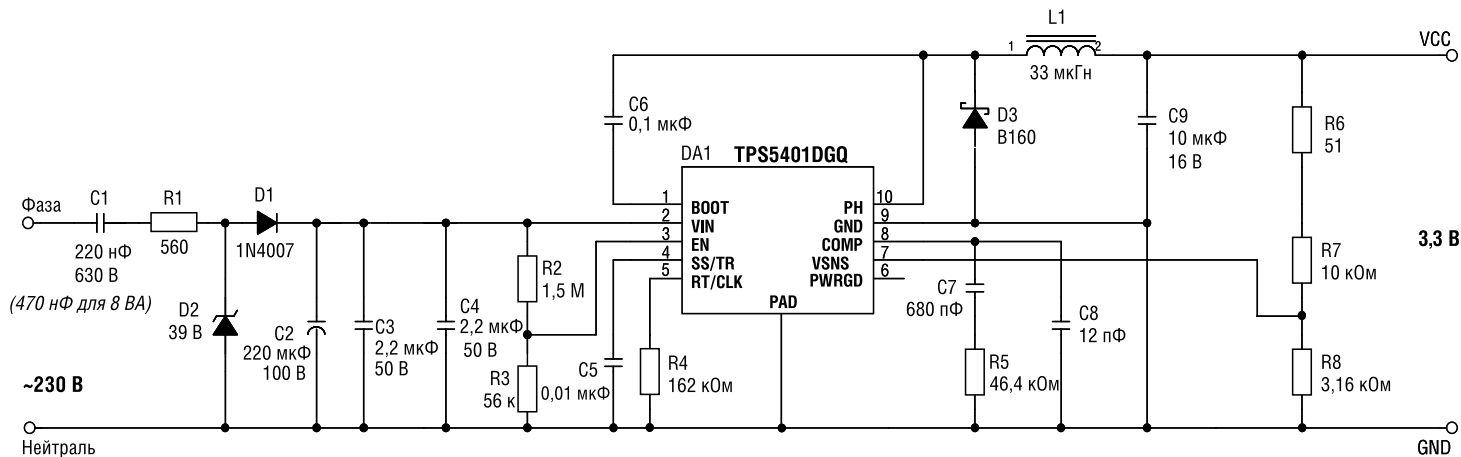 L1
1
2
33 мкГн
VCC
C6
0,1 мкФ
D3
B160
C9
10 мкФ
16 В
R6
51
DA1
TPS5401DGQ
Фаза
C1
220 нФ
630 В
(470 нФ для 8 ВА)
R1
560
D1
1N4007
1
BOOT
2
VIN
3
EN
4
SS/TR
5
RT/CLK
10
PH
9
GND
8
COMP
7
VSNS
6
PWRGD
PAD
3,3 В
R7
10 кОм
R2
1,5 М
D2
39 В
C2
220 мкФ
100 В
C3
2,2 мкФ
50 В
C4
2,2 мкФ
50 В
C7
680 пФ
C8
12 пФ
R3
56 к
C5
0,01 мкФ
R4
162 кОм
R5
46,4 кОм
R8
3,16 кОм
~230 В
Нейтраль
GND